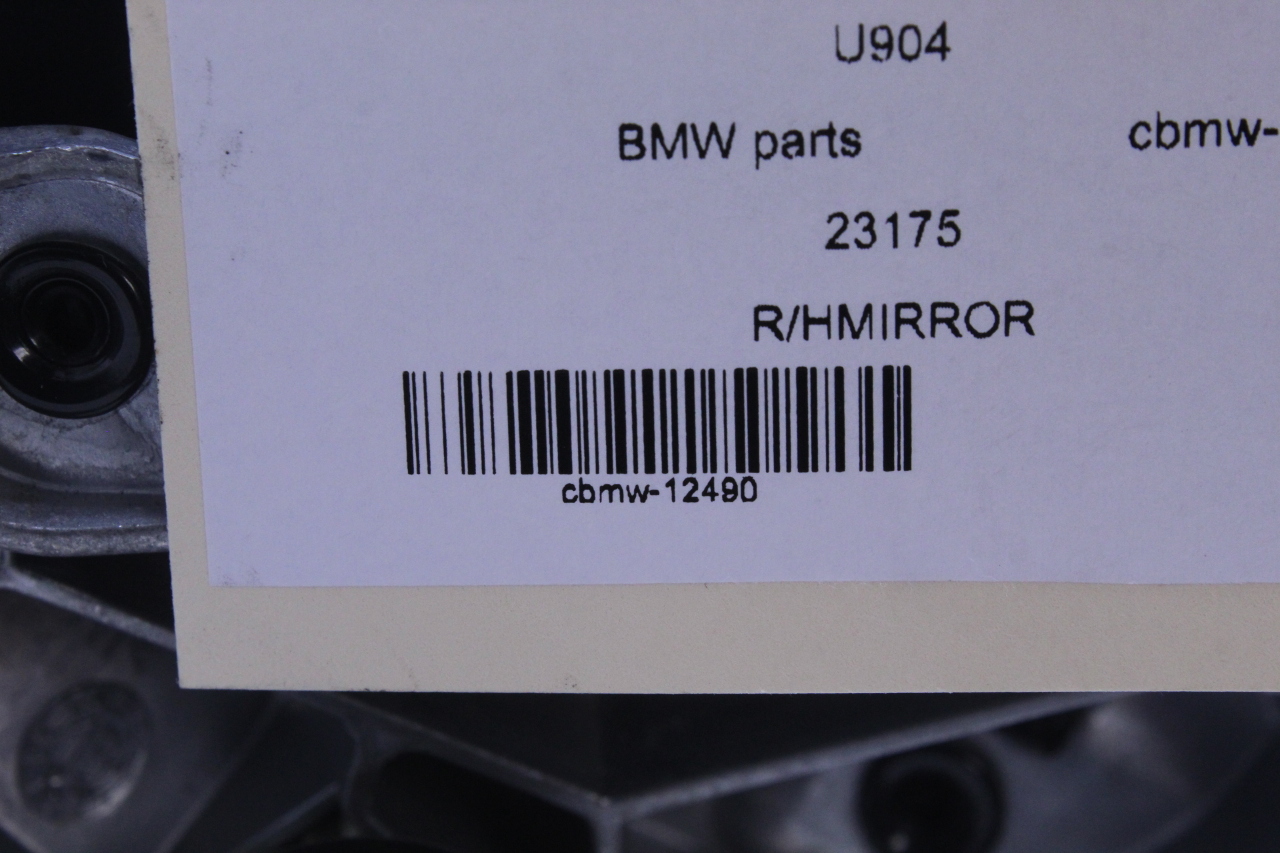 U904
BMW parts cbmw-
23175
R/HMIRROR
cbmw-12490